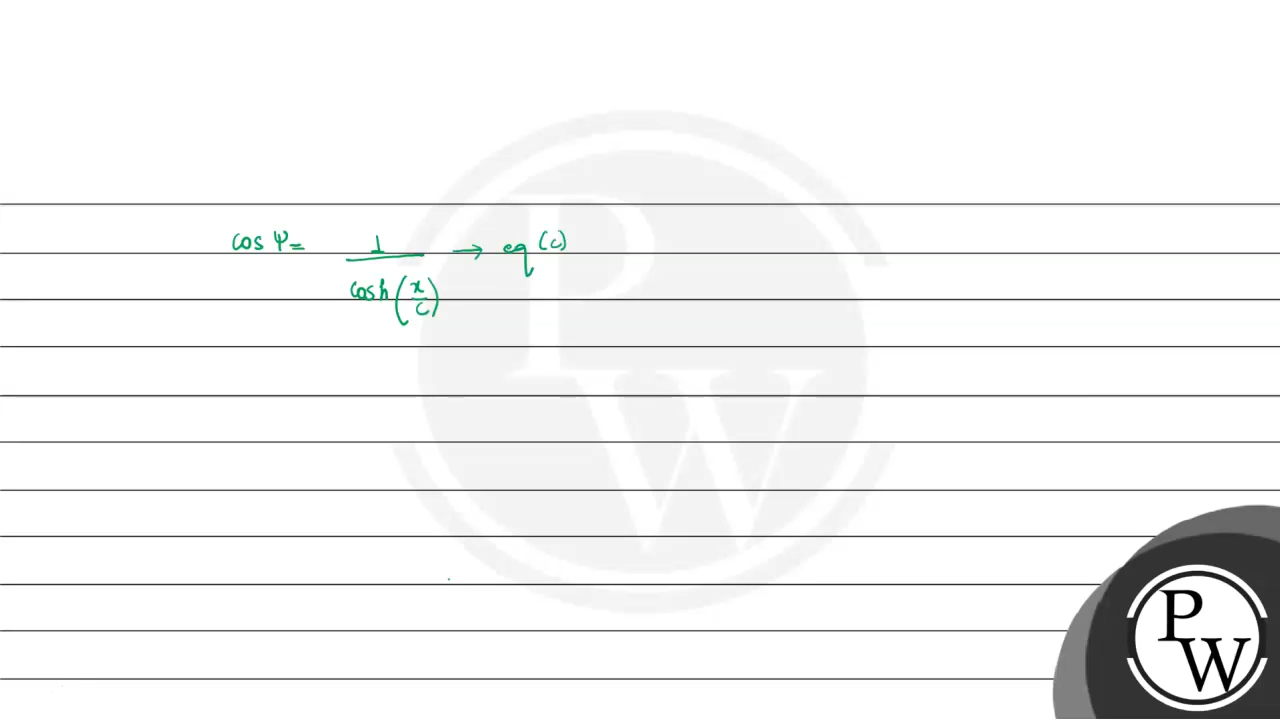 cos Ψ = 1 / cosh(x/c) → eq (c)
P
W
P
W